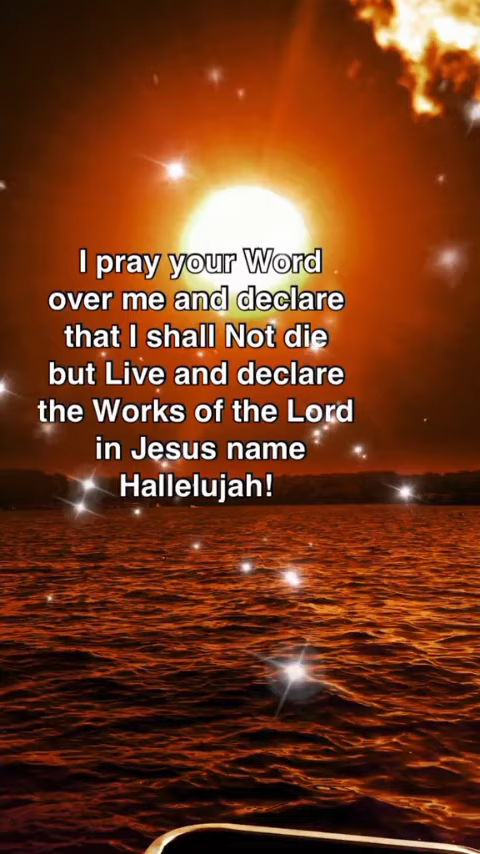 I pray your Word
over me and declare
that I shall Not die
but Live and declare
the Works of the Lord
in Jesus name
Hallelujah!